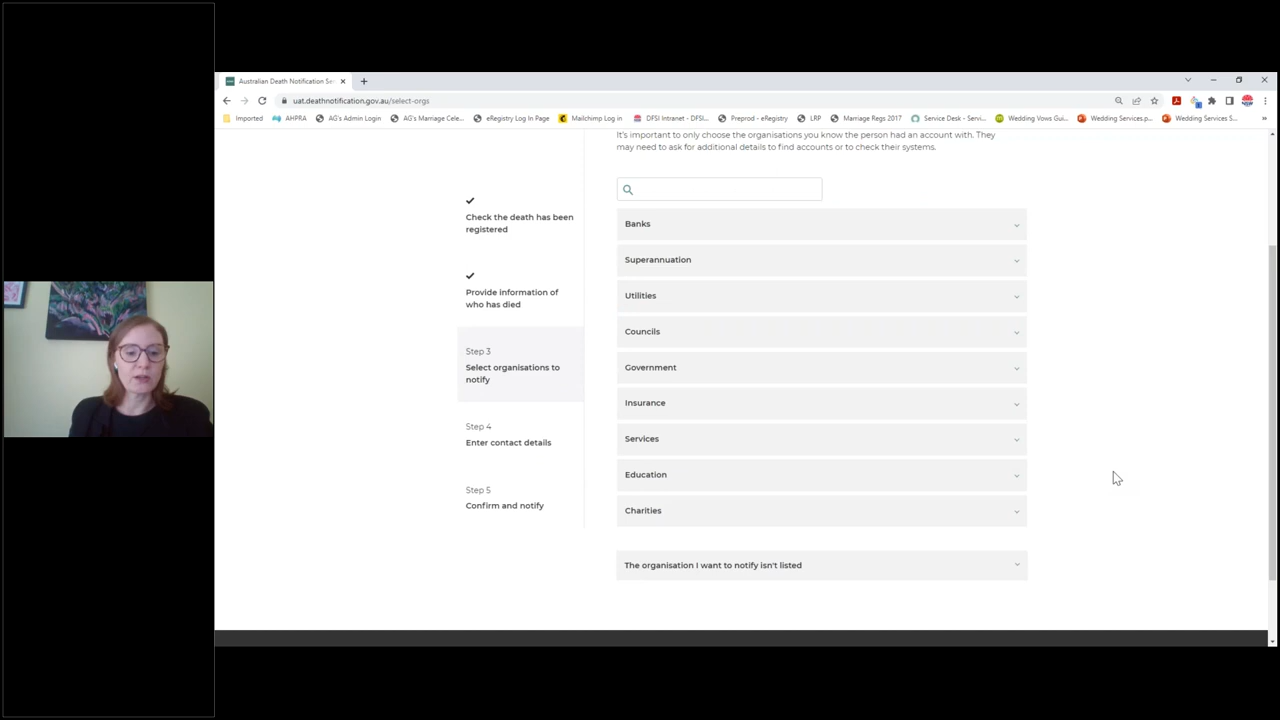 Australian Death Notification Se
uat.deathnotification.gov.au/select-orgs
Imported
AHPRA
AG's Admin Login
AG's Marriage Cele...
eRegistry Log In Page
Mailchimp Log in
DFSI Intranet - DFSI...
Preprod - eRegistry
LRP
Marriage Regs 2017
Service Desk - Servi...
Wedding Vows Gui...
Wedding Services.p...
Wedding Services S...
It's important to only choose the organisations you know the person had an account with. They
may need to ask for additional details to find accounts or to check their systems.
Check the death has been
registered
Provide information of
who has died
Step 3
Select organisations to
notify
Step 4
Enter contact details
Step 5
Confirm and notify
Banks
Superannuation
Utilities
Councils
Government
Insurance
Services
Education
Charities
The organisation I want to notify isn't listed